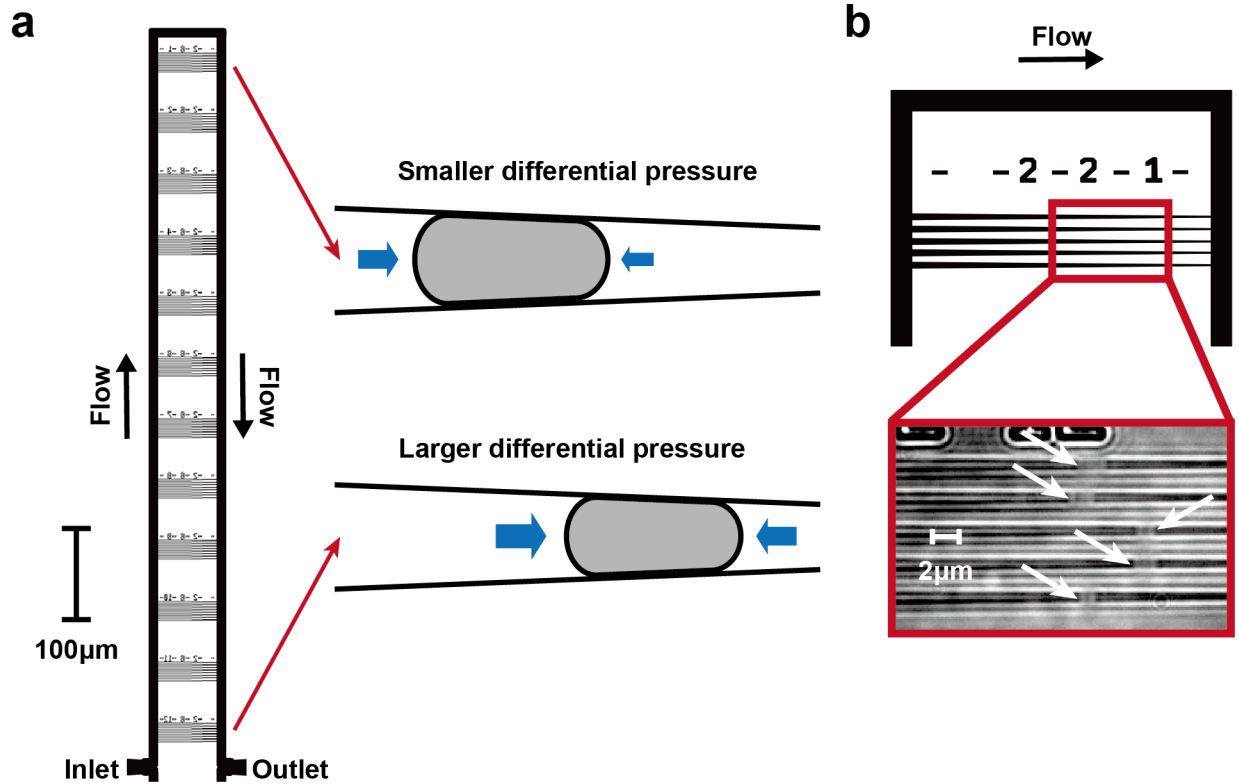 a
Flow
Flow
100µm
Inlet
Outlet
Smaller differential pressure
Larger differential pressure
b
Flow
- -2-2-1-
2µm